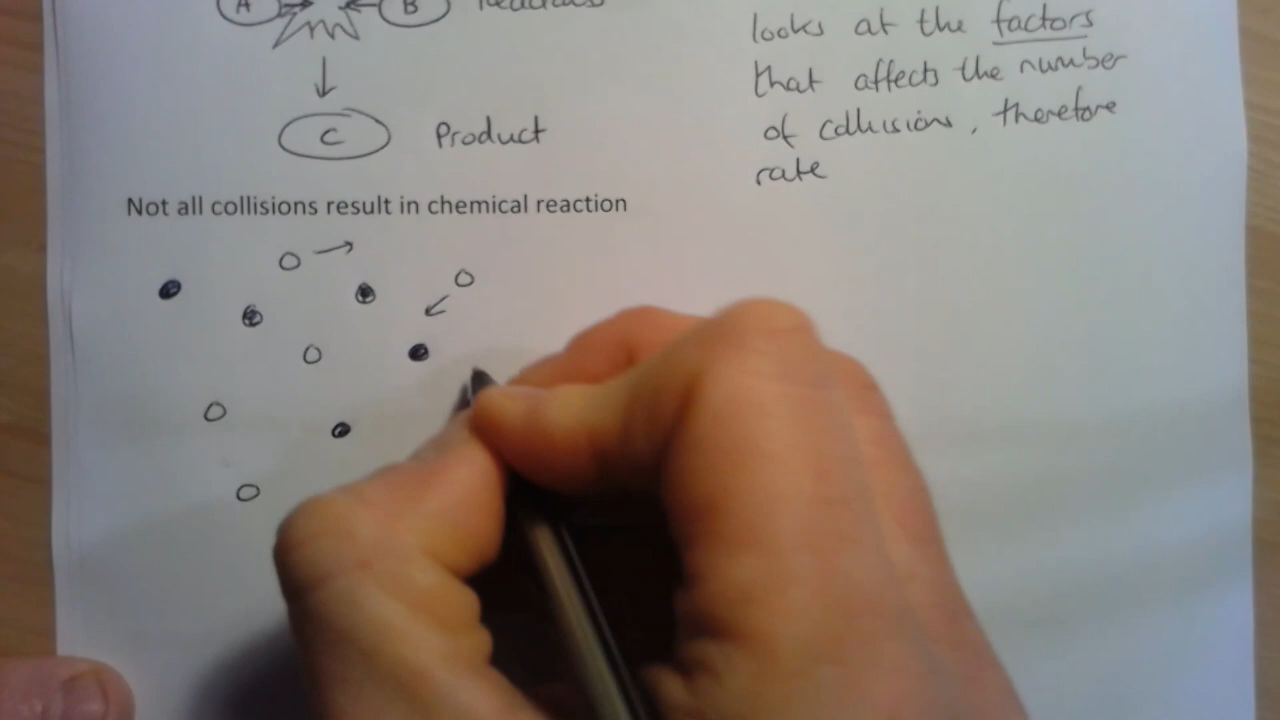 A B Reactants
looks at the factors
that affects the number
of collisions, therefore
rate
C Product
Not all collisions result in chemical reaction